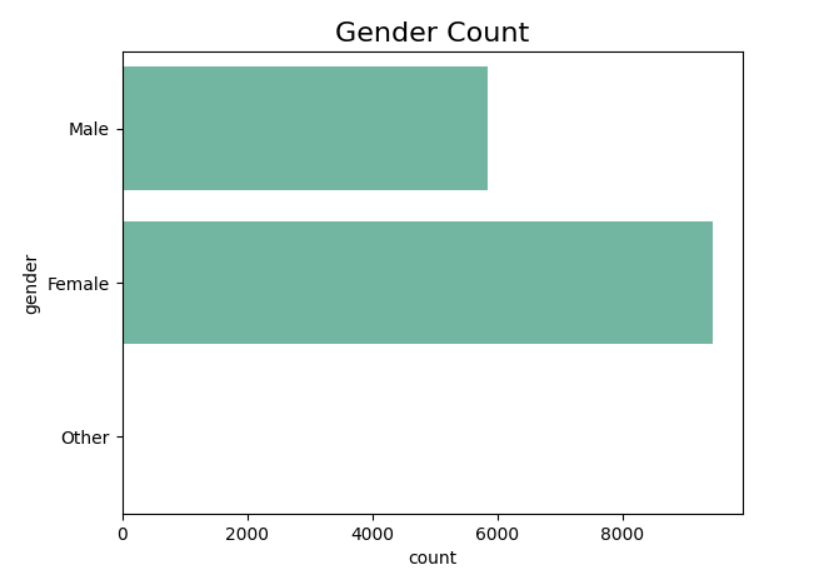 Gender Count
Male
Female
Other
gender
0 2000 4000 6000 8000
count